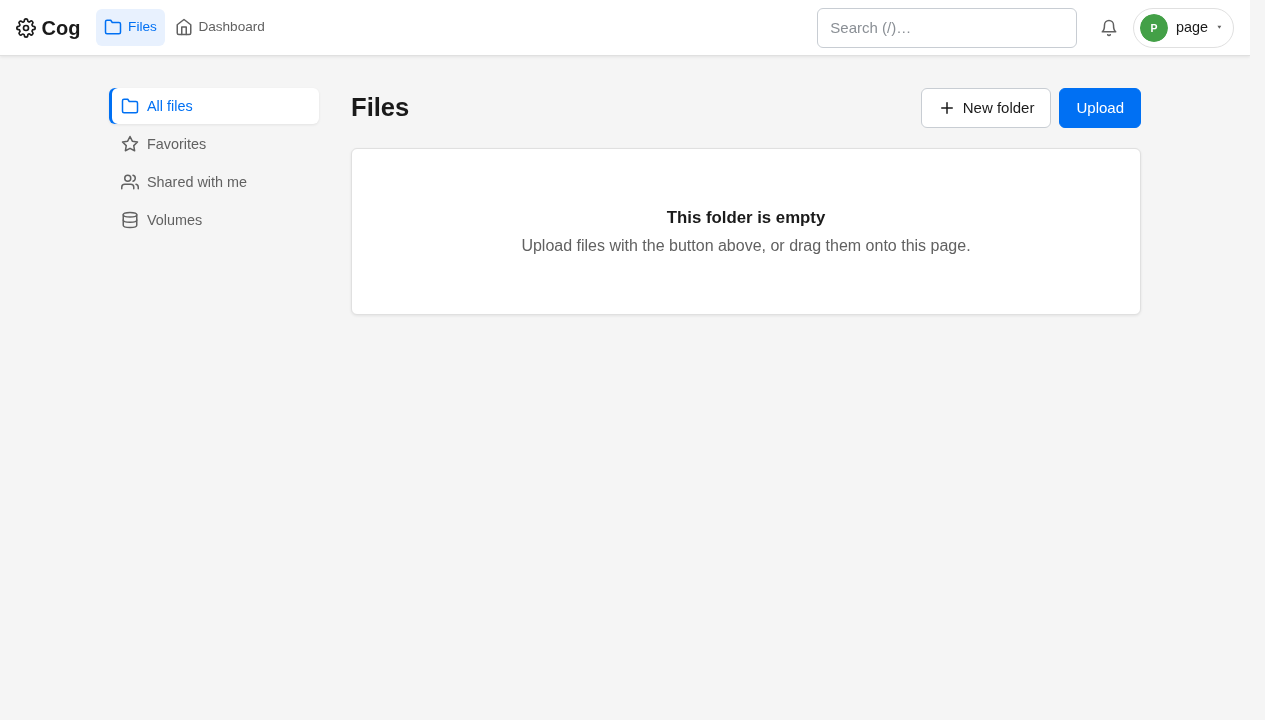 Cog
Files
Dashboard
Search (/)…
P
page
All files
Favorites
Shared with me
Volumes
Files
New folder
Upload
This folder is empty
Upload files with the button above, or drag them onto this page.